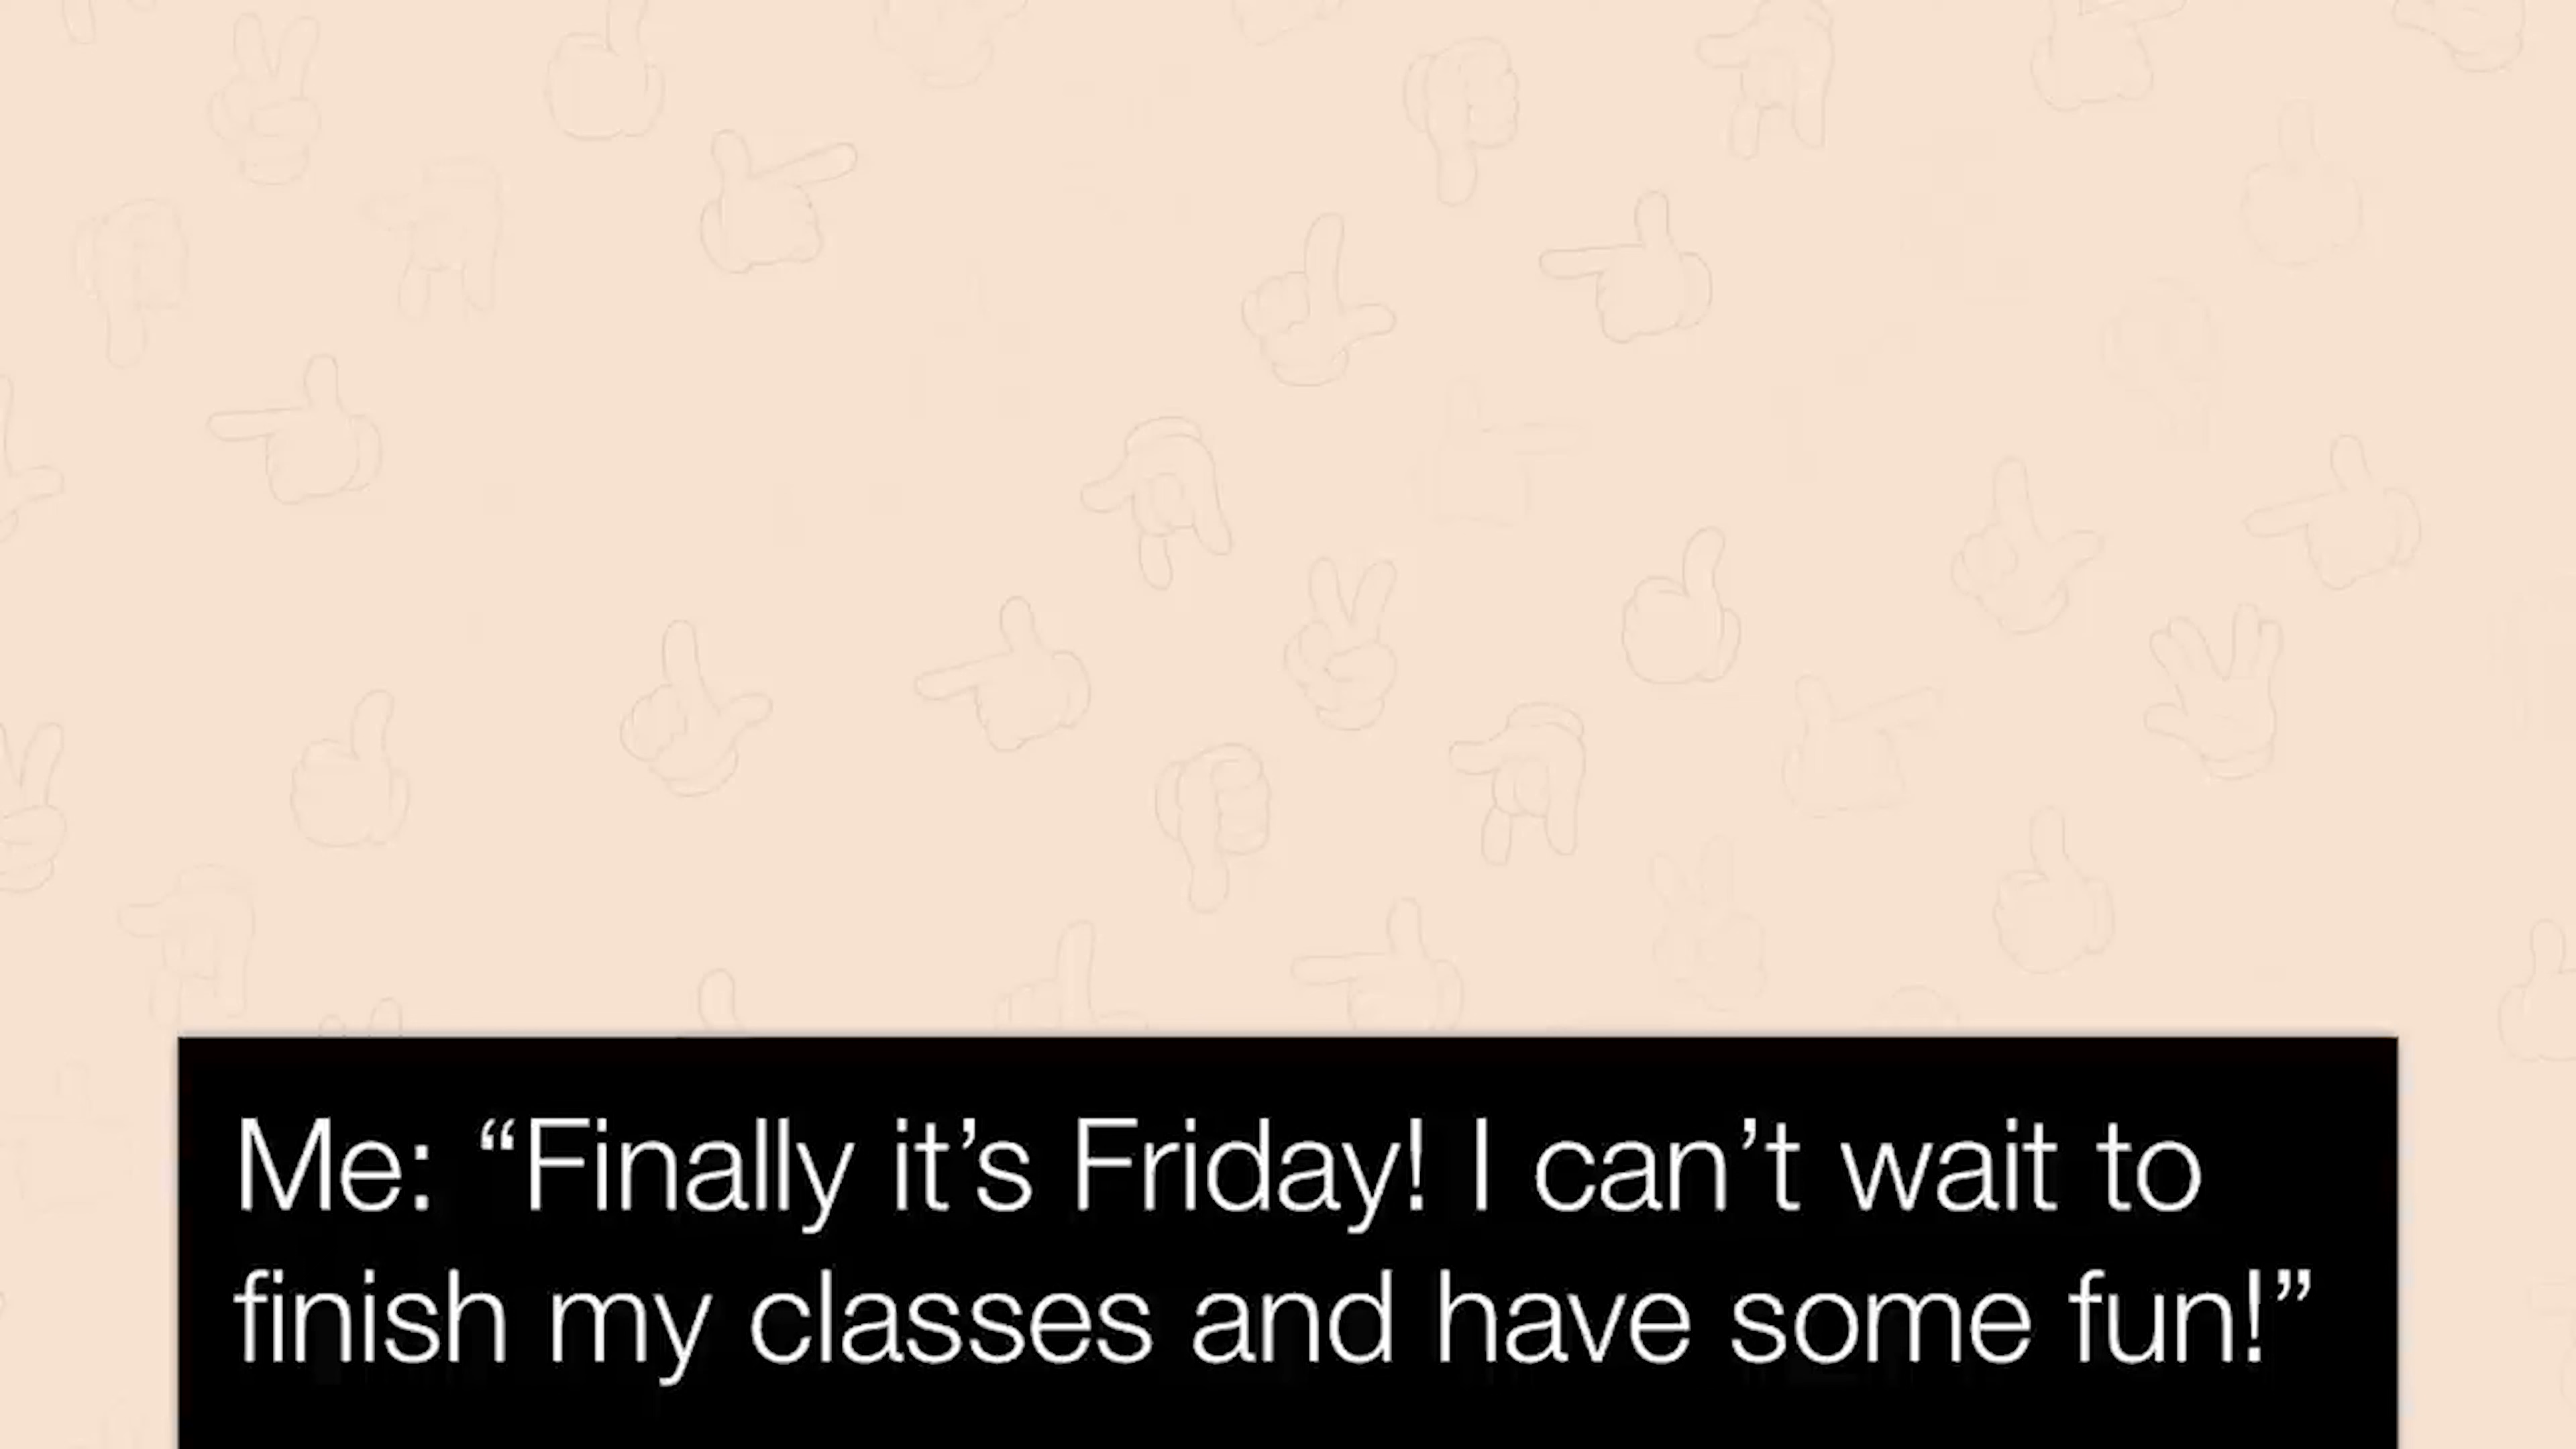 Me: “Finally it’s Friday! I can’t wait to
finish my classes and have some fun!”